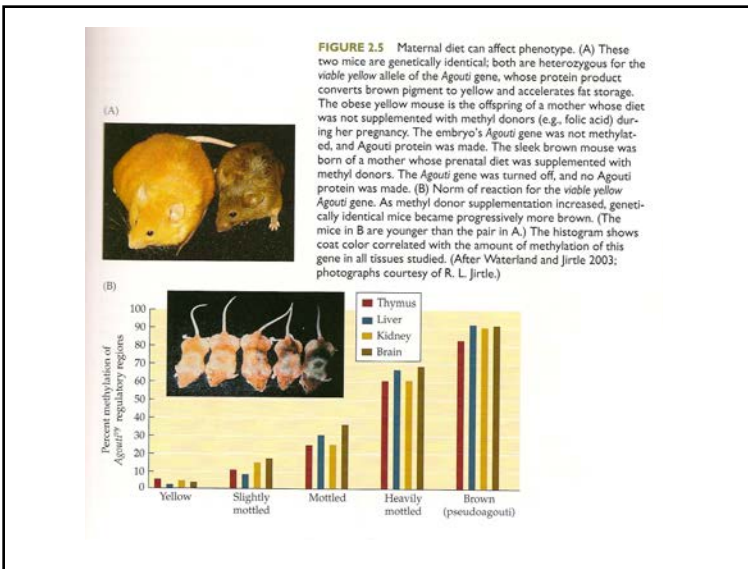 FIGURE 2.5 Maternal diet can affect phenotype. (A) These
two mice are genetically identical; both are heterozygous for the
viable yellow allele of the Agouti gene, whose protein product
converts brown pigment to yellow and accelerates fat storage.
The obese yellow mouse is the offspring of a mother whose diet
was not supplemented with methyl donors (e.g., folic acid) dur-
ing her pregnancy. The embryo's Agouti gene was not methylat-
ed, and Agouti protein was made. The sleek brown mouse was
born of a mother whose prenatal diet was supplemented with
methyl donors. The Agouti gene was turned off, and no Agouti
protein was made. (B) Norm of reaction for the viable yellow
Agouti gene. As methyl donor supplementation increased, genet-
ically identical mice became progressively more brown. (The
mice in B are younger than the pair in A.) The histogram shows
coat color correlated with the amount of methylation of this
gene in all tissues studied. (After Waterland and Jirtle 2003;
photographs courtesy of R. L. Jirtle.)
(A)
(B)
Percent methylation of
Agouti regulatory regions
100
90
80
70
60
50
40
30
20
10
0
Thymus
Liver
Kidney
Brain
Yellow
Slightly
mottled
Mottled
Heavily
mottled
Brown
(pseudoagouti)